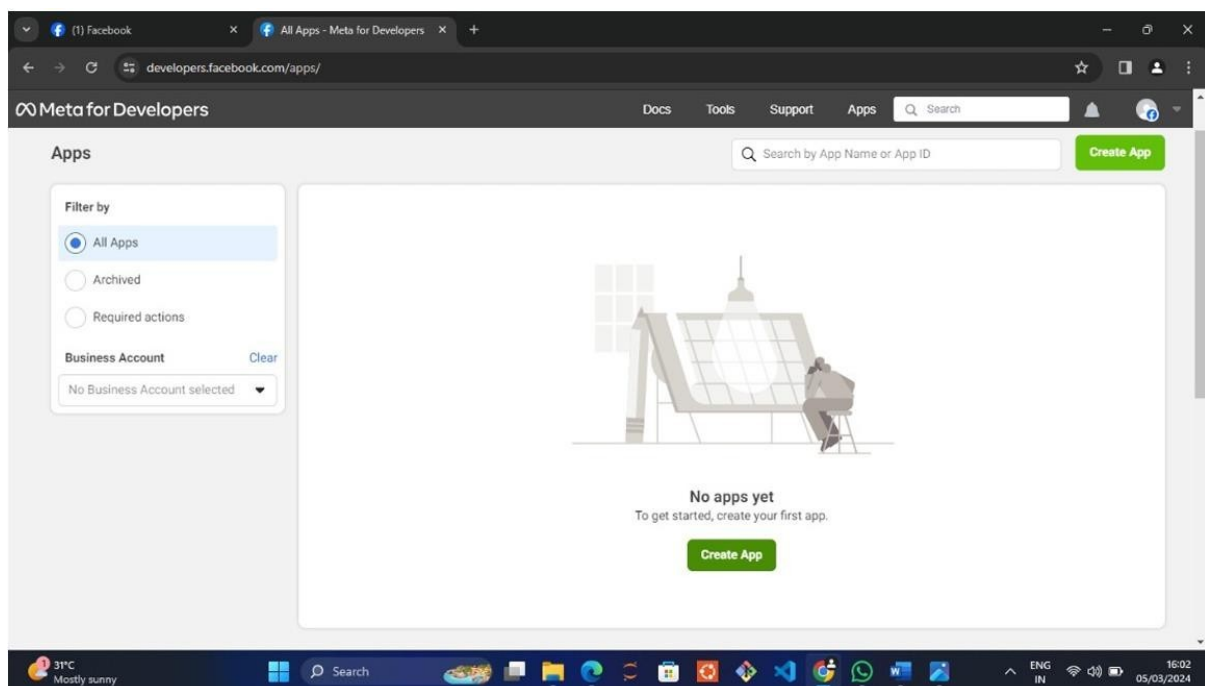 (1) Facebook
All Apps - Meta for Developers
developers.facebook.com/apps/
Meta for Developers
Docs Tools Support Apps Search
Apps
Search by App Name or App ID
Create App
Filter by
All Apps
Archived
Required actions
Business Account Clear
No Business Account selected
No apps yet
To get started, create your first app.
Create App
1
31°C
Mostly sunny
Search
W
ENG
IN
16:02
05/03/2024